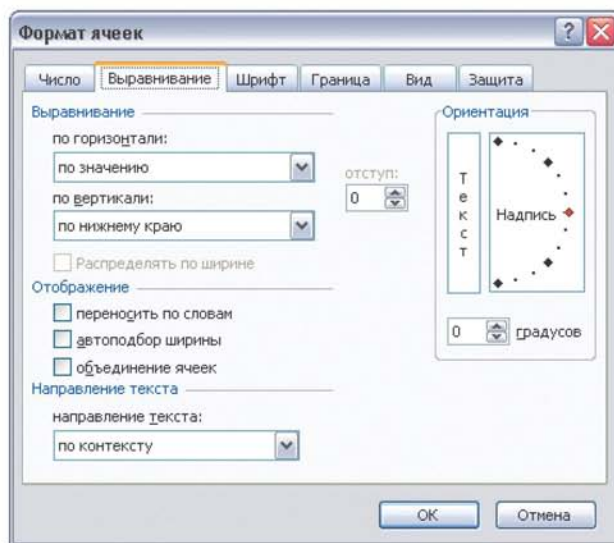 Формат ячеек
Число Выравнивание Шрифт Граница Вид Защита
Выравнивание
по горизонтали:
по значению
отступ:
0
по вертикали:
по нижнему краю
Распределять по ширине
Отображение
переносить по словам
автоподбор ширины
объединение ячеек
Направление текста
направление текста:
по контексту
Ориентация
Текст
Надпись
0 градусов
ОК Отмена